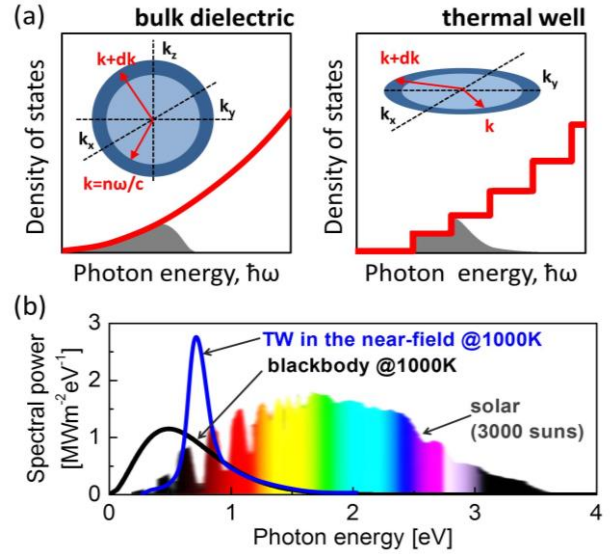 (a)
bulk dielectric
thermal well
Density of states
k+dk
kz
ky
kx
k=nω/c
Photon energy, ħω
Density of states
k+dk
ky
kx
k
Photon energy, ħω
(b)
Spectral power
[MWm⁻²eV⁻¹]
3
2
1
0
TW in the near-field @1000K
blackbody @1000K
solar
(3000 suns)
0
1
2
3
4
Photon energy [eV]